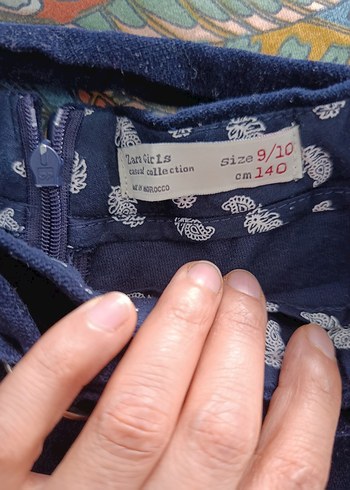 Zara Girls
casual collection
MADE IN MOROCCO
size 9/10
cm 140